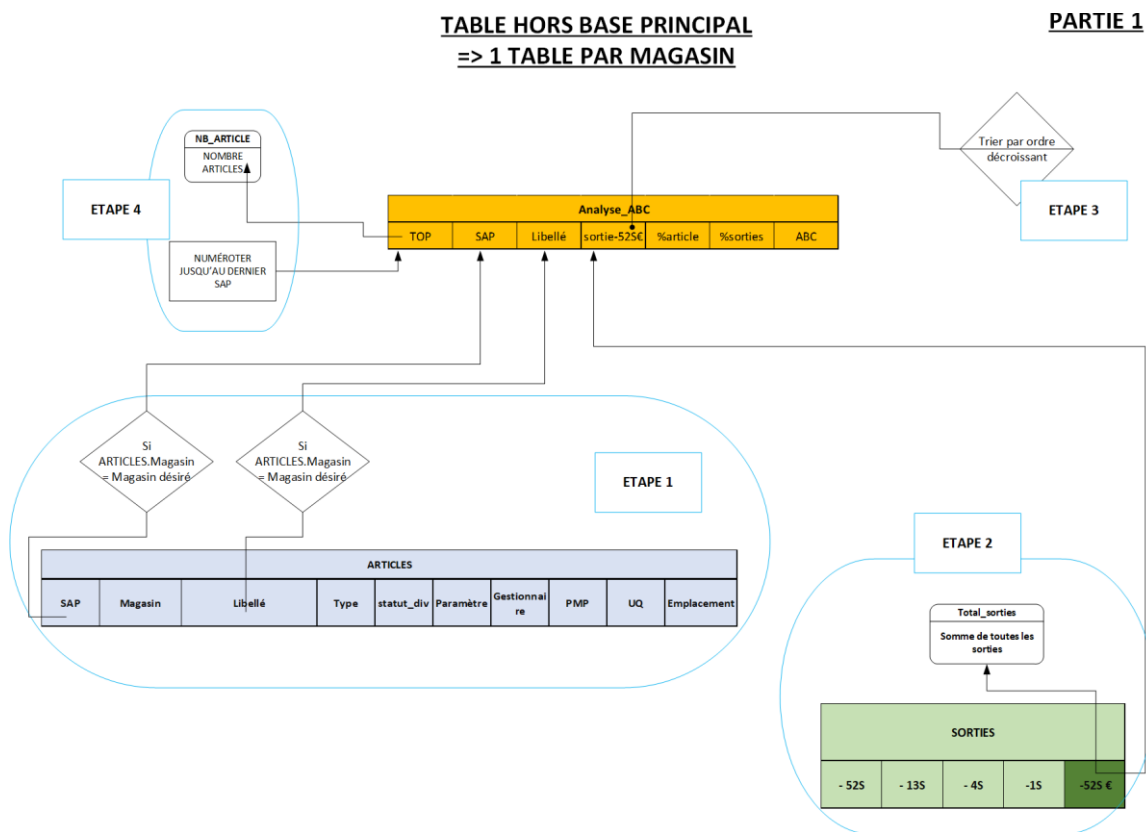 TABLE HORS BASE PRINCIPAL
=> 1 TABLE PAR MAGASIN
PARTIE 1
NB_ARTICLE
NOMBRE
ARTICLES
Trier par ordre
décroissant
ETAPE 4
ETAPE 3
Analyse_ABC
TOP
SAP
Libellé
sortie-52S€
%article
%sorties
ABC
NUMÉROTER
JUSQU’AU DERNIER
SAP
Si
ARTICLES.Magasin
= Magasin désiré
Si
ARTICLES.Magasin
= Magasin désiré
ETAPE 1
ARTICLES
SAP
Magasin
Libellé
Type
statut_div
Paramètre
Gestionnai
re
PMP
UQ
Emplacement
ETAPE 2
Total_sorties
Somme de toutes les
sorties
SORTIES
- 52S
- 13S
- 4S
-1S
-52S €